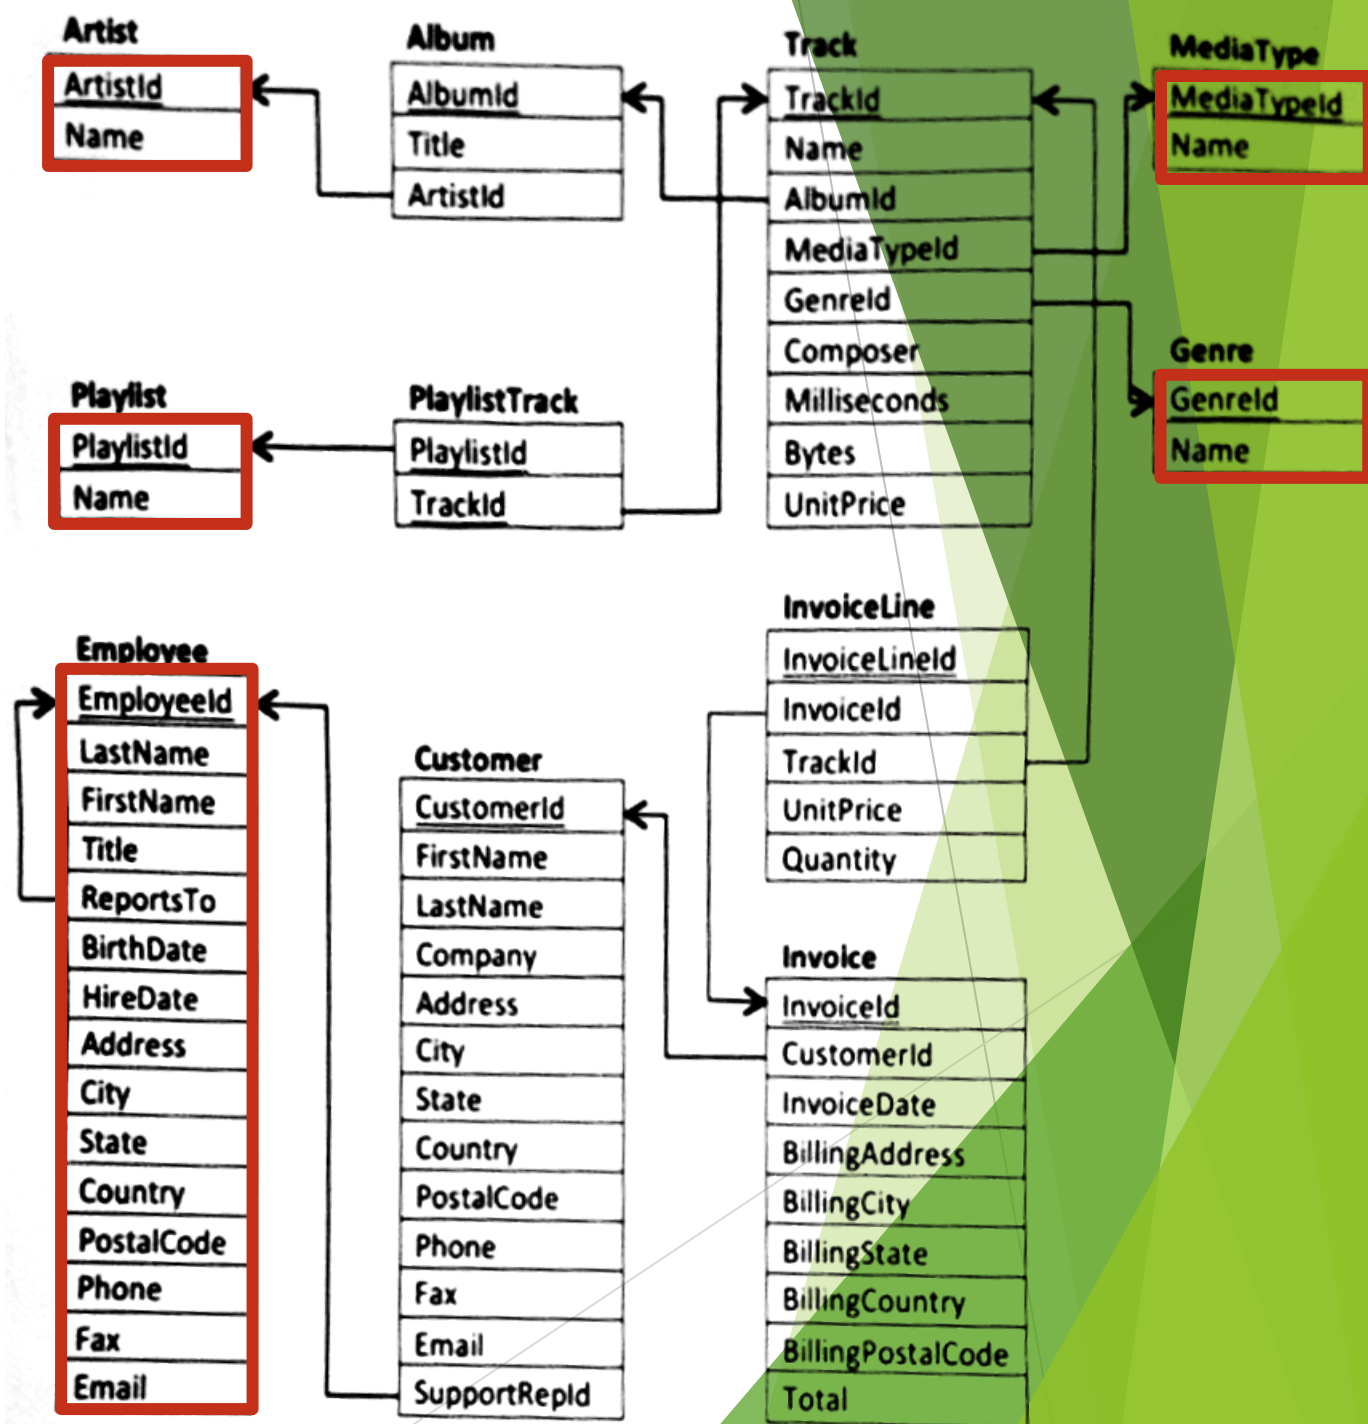 Artist
ArtistId
Name
Album
AlbumId
Title
ArtistId
Track
TrackId
Name
AlbumId
MediaTypeId
GenreId
Composer
Milliseconds
Bytes
UnitPrice
MediaType
MediaTypeId
Name
Genre
GenreId
Name
Playlist
PlaylistId
Name
PlaylistTrack
PlaylistId
TrackId
Employee
EmployeeId
LastName
FirstName
Title
ReportsTo
BirthDate
HireDate
Address
City
State
Country
PostalCode
Phone
Fax
Email
Customer
CustomerId
FirstName
LastName
Company
Address
City
State
Country
PostalCode
Phone
Fax
Email
SupportRepId
InvoiceLine
InvoiceLineId
InvoiceId
TrackId
UnitPrice
Quantity
Invoice
InvoiceId
CustomerId
InvoiceDate
BillingAddress
BillingCity
BillingState
BillingCountry
BillingPostalCode
Total